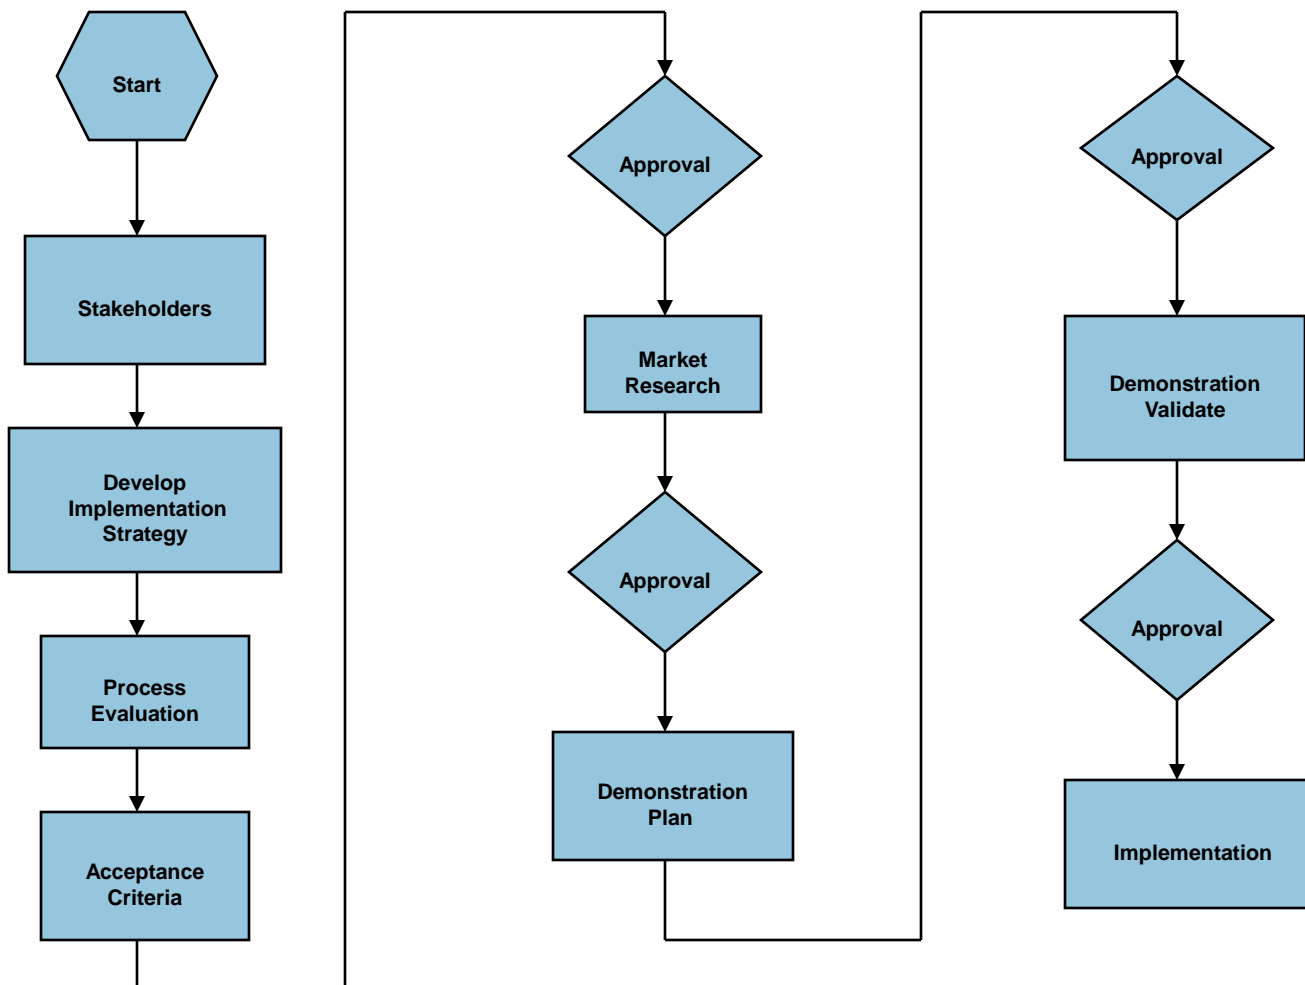 Start
Stakeholders
Develop
Implementation
Strategy
Process
Evaluation
Acceptance
Criteria
Approval
Market
Research
Approval
Demonstration
Plan
Approval
Demonstration
Validate
Approval
Implementation